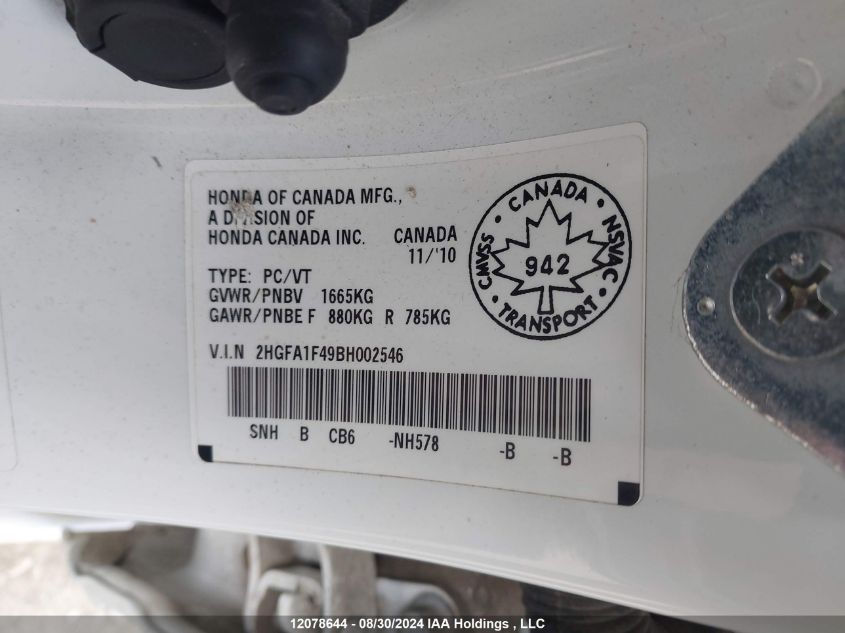 HONDA OF CANADA MFG.,
A DIVISION OF
HONDA CANADA INC. CANADA
11/'10
TYPE: PC/VT
GVWR/PNBV 1665KG
GAWR/PNBE F 880KG R 785KG
V.I.N 2HGFA1F49BH002546
SNH B CB6 -NH578 -B -B
CANADA
CMVSS
NSVAC
942
TRANSPORT
12078644 - 08/30/2024 IAA Holdings , LLC